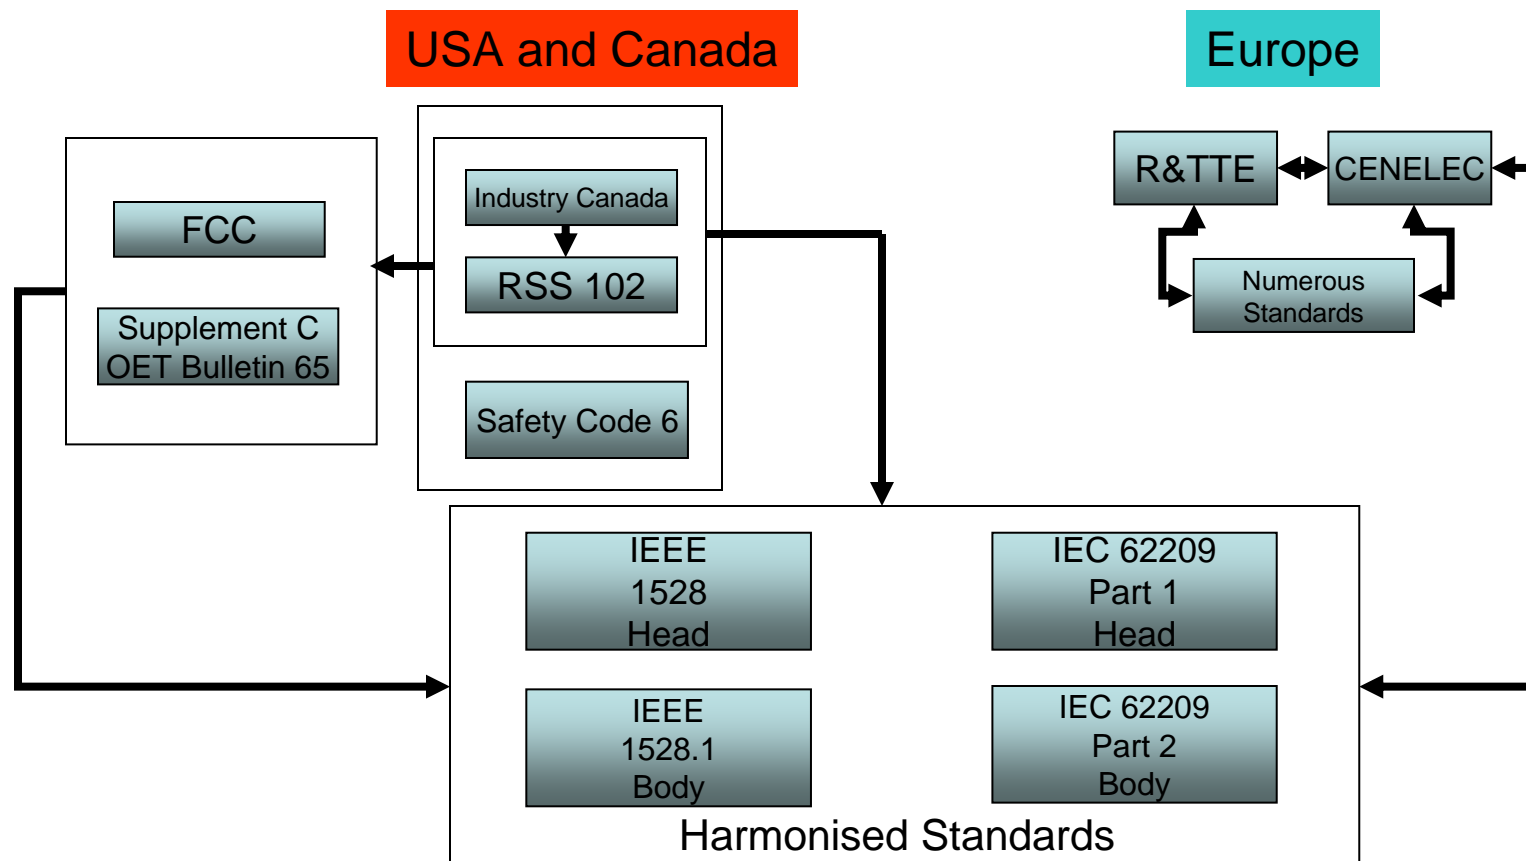 USA and Canada
Europe
FCC
Supplement C
OET Bulletin 65
Industry Canada
RSS 102
Safety Code 6
R&TTE
CENELEC
Numerous
Standards
IEEE
1528
Head
IEC 62209
Part 1
Head
IEEE
1528.1
Body
IEC 62209
Part 2
Body
Harmonised Standards